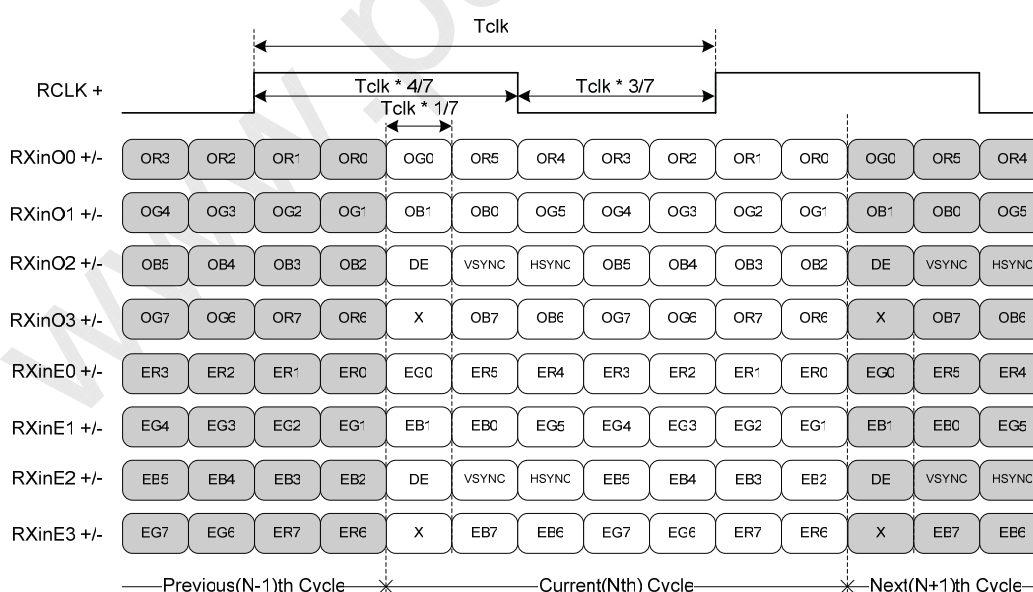 Tclk
RCLK +
Tclk * 4/7
Tclk * 3/7
Tclk * 1/7
RXinO0 +/- OR3 OR2 OR1 OR0 OG0 OR5 OR4 OR3 OR2 OR1 OR0 OG0 OR5 OR4
RXinO1 +/- OG4 OG3 OG2 OG1 OB1 OB0 OG5 OG4 OG3 OG2 OG1 OB1 OB0 OG5
RXinO2 +/- OB5 OB4 OB3 OB2 DE VSYNC HSYNC OB5 OB4 OB3 OB2 DE VSYNC HSYNC
RXinO3 +/- OG7 OG6 OR7 OR6 X OB7 OB6 OG7 OG6 OR7 OR6 X OB7 OB6
RXinE0 +/- ER3 ER2 ER1 ER0 EG0 ER5 ER4 ER3 ER2 ER1 ER0 EG0 ER5 ER4
RXinE1 +/- EG4 EG3 EG2 EG1 EB1 EB0 EG5 EG4 EG3 EG2 EG1 EB1 EB0 EG5
RXinE2 +/- EB5 EB4 EB3 EB2 DE VSYNC HSYNC EB5 EB4 EB3 EB2 DE VSYNC HSYNC
RXinE3 +/- EG7 EG6 ER7 ER6 X EB7 EB6 EG7 EG6 ER7 ER6 X EB7 EB6
Previous(N-1)th Cycle Current(Nth) Cycle Next(N+1)th Cycle
www.p